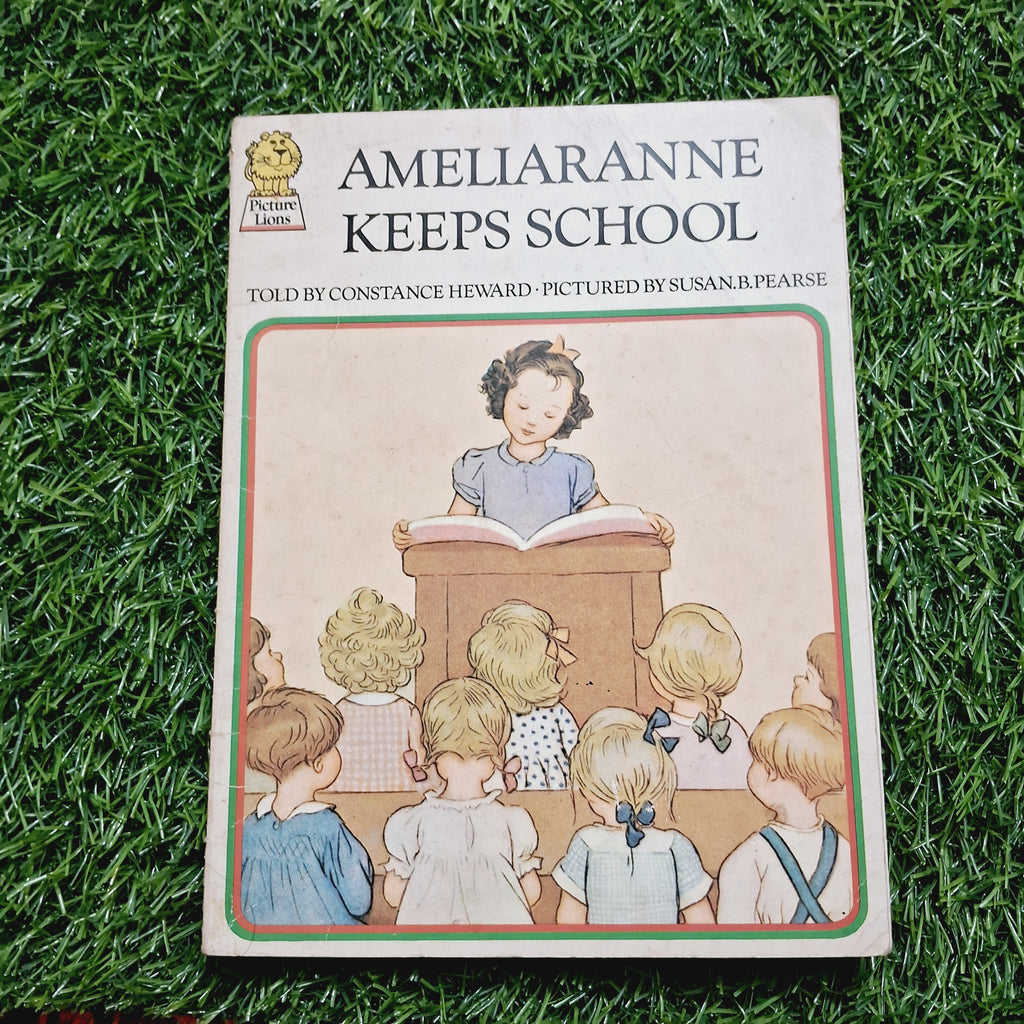 Picture
Lions
AMELIARANNE
KEEPS SCHOOL
TOLD BY CONSTANCE HEWARD · PICTURED BY SUSAN.B.PEARSE